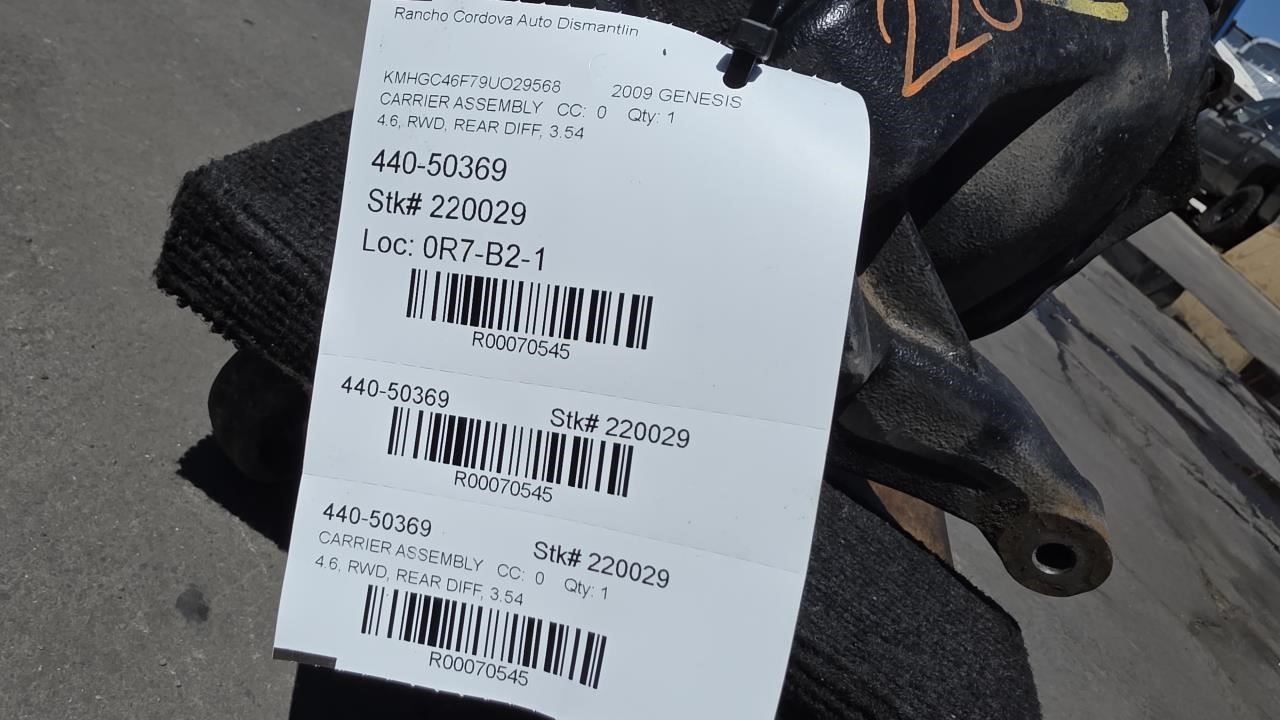 Rancho Cordova Auto Dismantlin
KMHGC46F79UO29568 2009 GENESIS
CARRIER ASSEMBLY CC: 0 Qty: 1
4.6, RWD, REAR DIFF, 3.54
440-50369
Stk# 220029
Loc: 0R7-B2-1
R00070545
440-50369 Stk# 220029
R00070545
440-50369 Stk# 220029
CARRIER ASSEMBLY CC: 0 Qty: 1
4.6, RWD, REAR DIFF, 3.54
R00070545